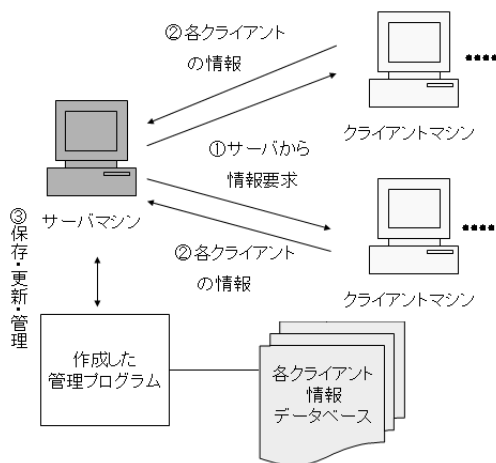 ②各クライアント
の情報
クライアントマシン
①サーバから
情報要求
サーバマシン
②各クライアント
の情報
クライアントマシン
③保存・更新・管理
作成した
管理プログラム
各クライアント
情報
データベース